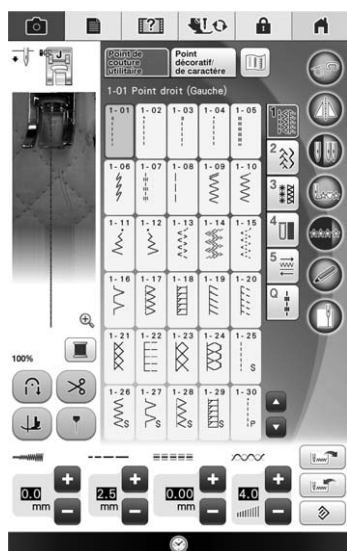 J
Point de
couture
utilitaire
Point
décoratif/
de caractère
1-01 Point droit (Gauche)
1-01 1-02 1-03 1-04 1-05
1-06 1-07 1-08 1-09 1-10
1-11 1-12 1-13 1-14 1-15
1-16 1-17 1-18 1-19 1-20
1-21 1-22 1-23 1-24 1-25
S
1-26 1-27 1-28 1-29 1-30
S S S S P
1
2
3
4
5
Q
100%
0.0
mm
2.5
mm
0.00
mm
4.0